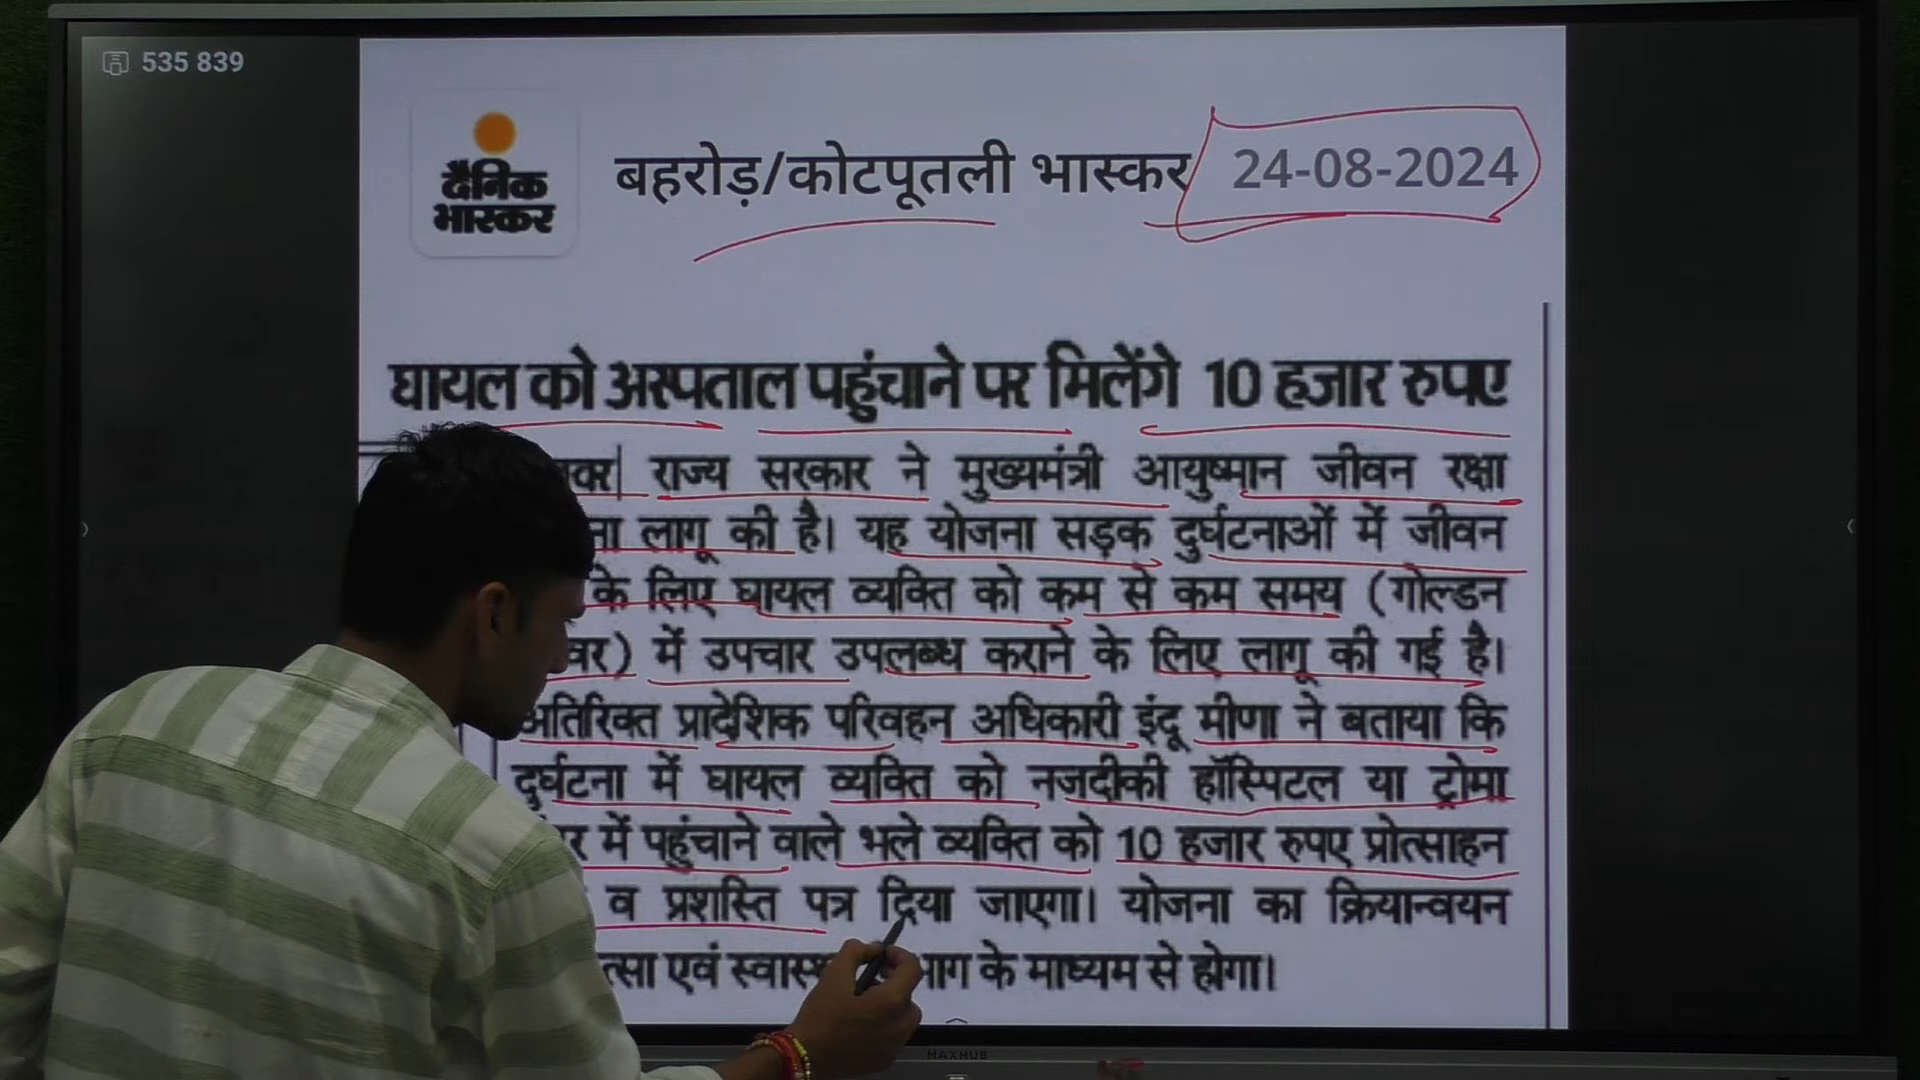 535 839
दैनिक
भास्कर
बहरोड़/कोटपूतली भास्कर 24-08-2024
घायल को अस्पताल पहुंचाने पर मिलेंगे 10 हजार रुपए
राज्य सरकार ने मुख्यमंत्री आयुष्मान जीवन रक्षा
लागू की है। यह योजना सड़क दुर्घटनाओं में जीवन
के लिए घायल व्यक्ति को कम से कम समय (गोल्डन
में उपचार उपलब्ध कराने के लिए लागू की गई है।
अतिरिक्त प्रादेशिक परिवहन अधिकारी इंदू मीणा ने बताया कि
दुर्घटना में घायल व्यक्ति को नजदीकी हॉस्पिटल या ट्रोमा
में पहुंचाने वाले भले व्यक्ति को 10 हजार रुपए प्रोत्साहन
व प्रशस्ति पत्र दिया जाएगा। योजना का क्रियान्वयन
एवं के माध्यम से होगा।
MAXHUB